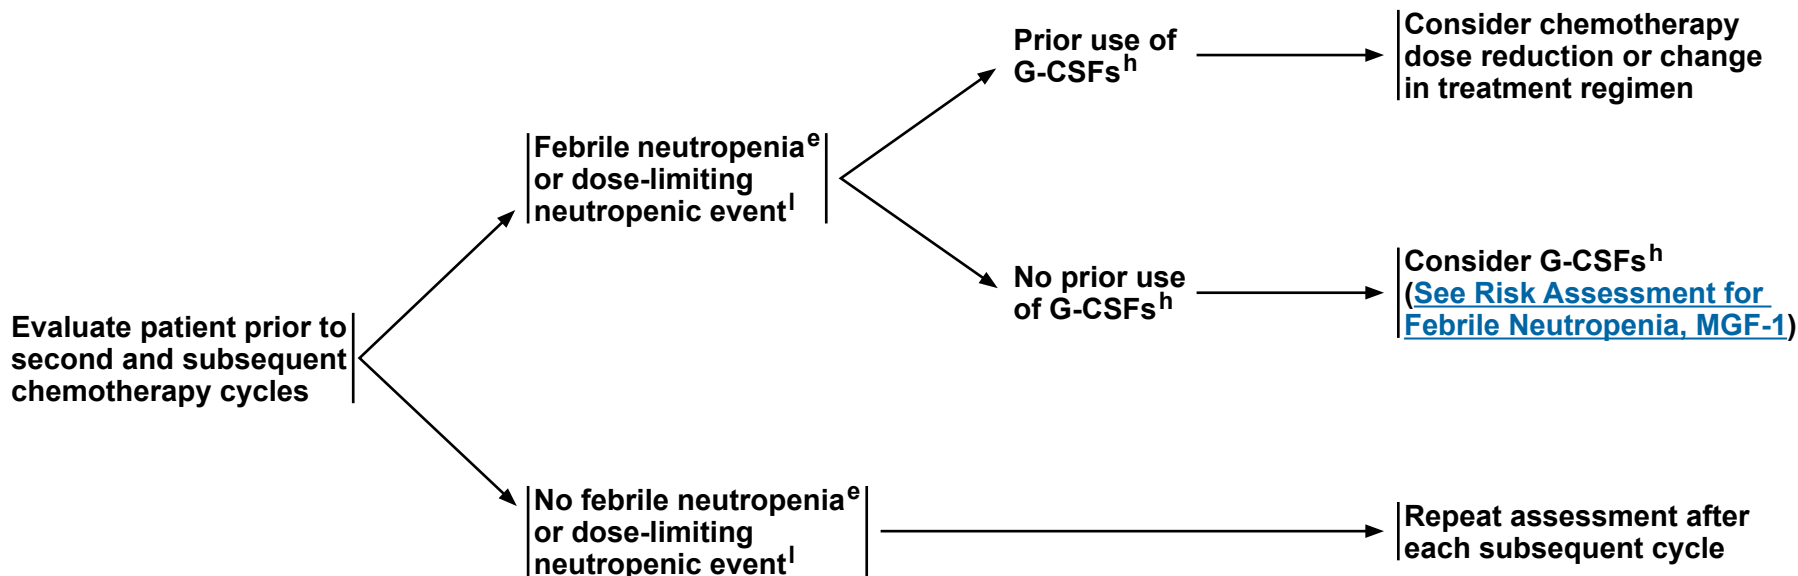 Prior use of
G-CSFsh
Consider chemotherapy
dose reduction or change
in treatment regimen
Febrile neutropeniae
or dose-limiting
neutropenic eventl
No prior use
of G-CSFsh
Consider G-CSFsh
(See Risk Assessment for
Febrile Neutropenia, MGF-1)
Evaluate patient prior to
second and subsequent
chemotherapy cycles
No febrile neutropeniae
or dose-limiting
neutropenic eventl
Repeat assessment after
each subsequent cycle